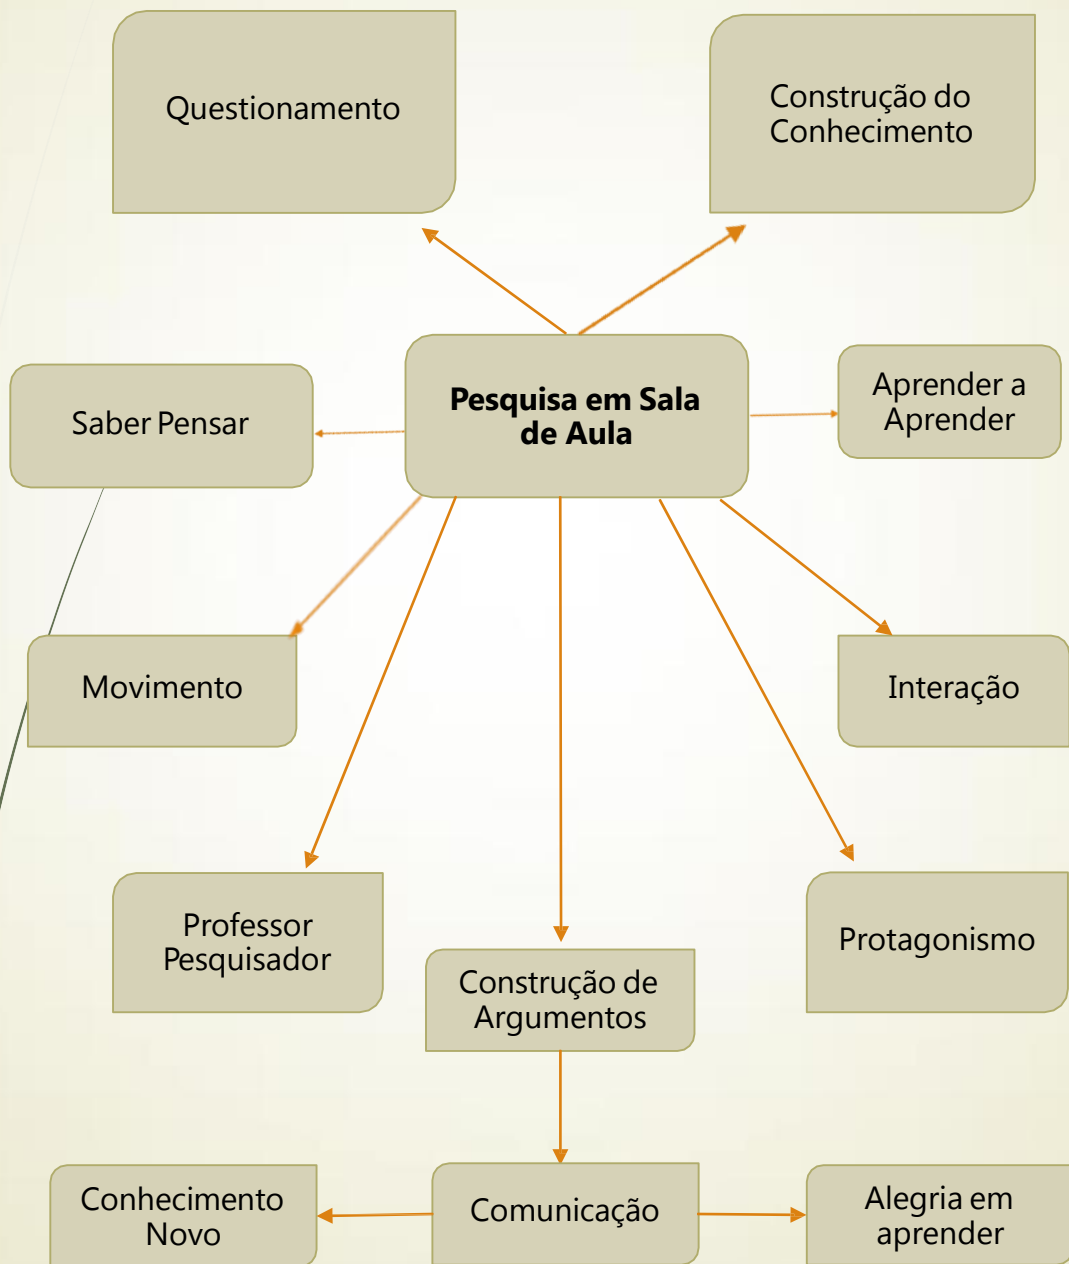 Questionamento
Construção do
Conhecimento
Saber Pensar
Pesquisa em Sala
de Aula
Aprender a
Aprender
Movimento
Interação
Professor
Pesquisador
Construção de
Argumentos
Protagonismo
Conhecimento
Novo
Comunicação
Alegria em
aprender